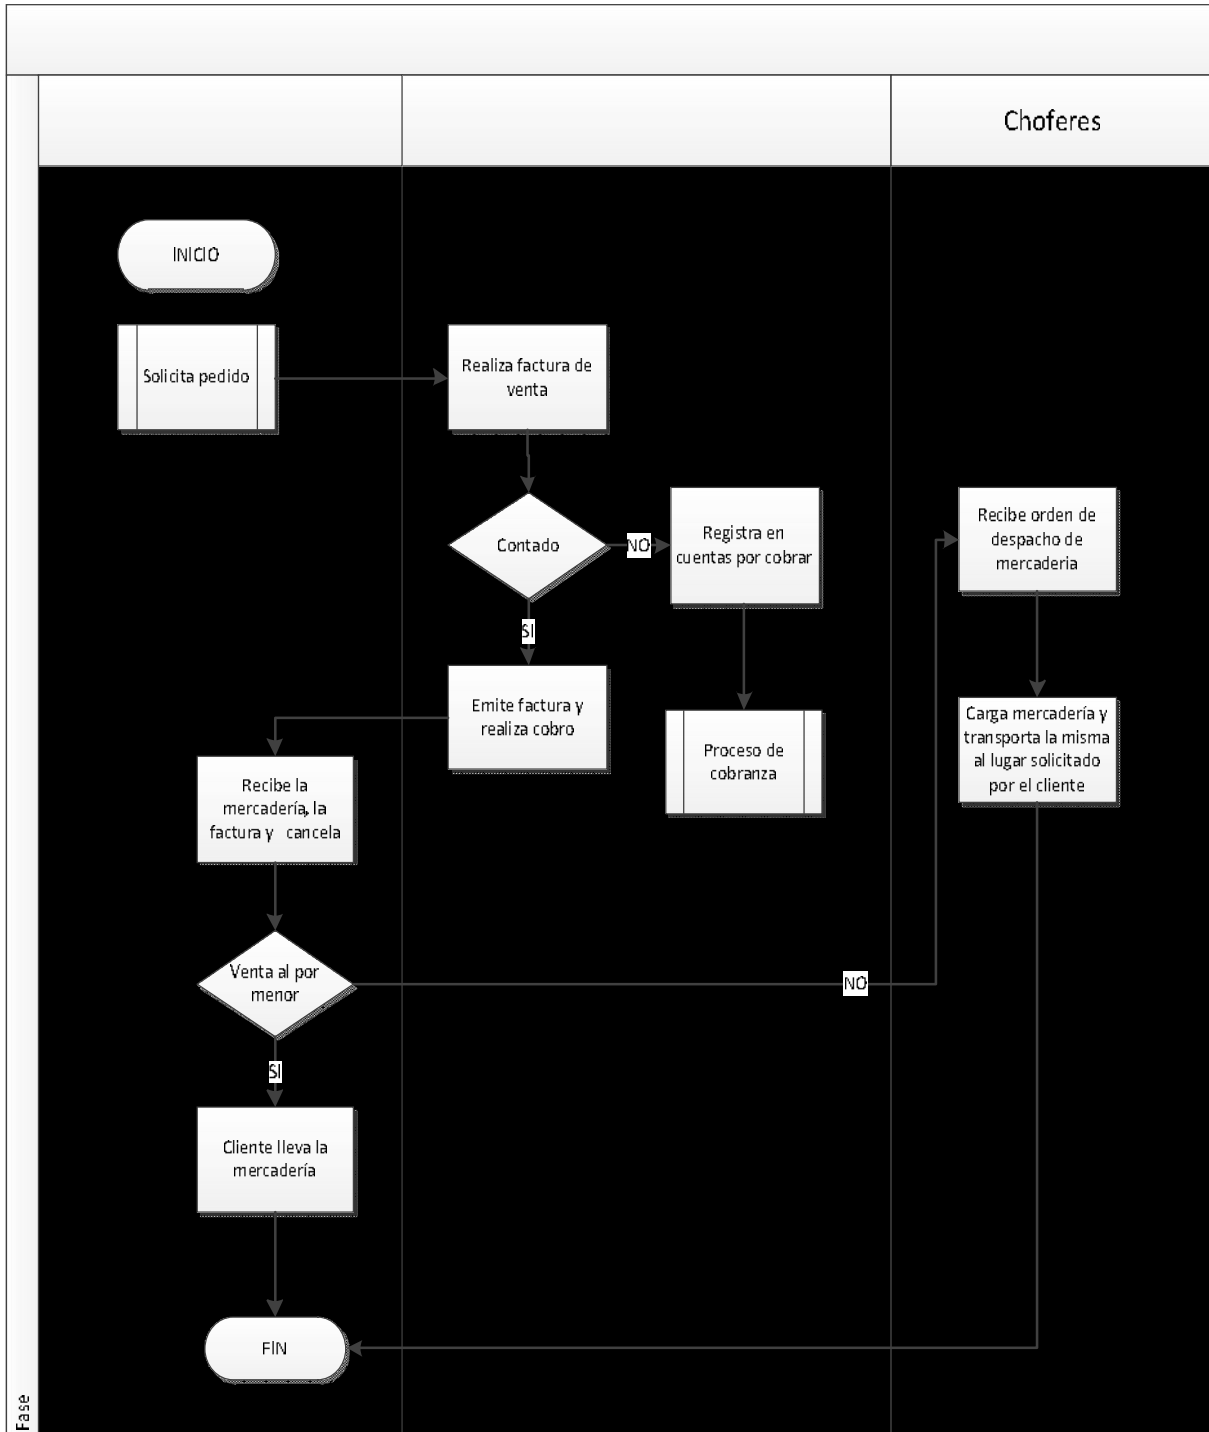 Choferes
INICIO
Solicita pedido
Realiza factura de
venta
Contado
NO
Registra en
cuentas por cobrar
Recibe orden de
despacho de
mercaderia
SI
Emite factura y
realiza cobro
Proceso de
cobranza
Carga mercadería y
transporta la misma
al lugar solicitado
por el cliente
Recibe la
mercadería, la
factura y cancela
Venta al por
menor
NO
SI
Cliente lleva la
mercadería
FIN
Fase